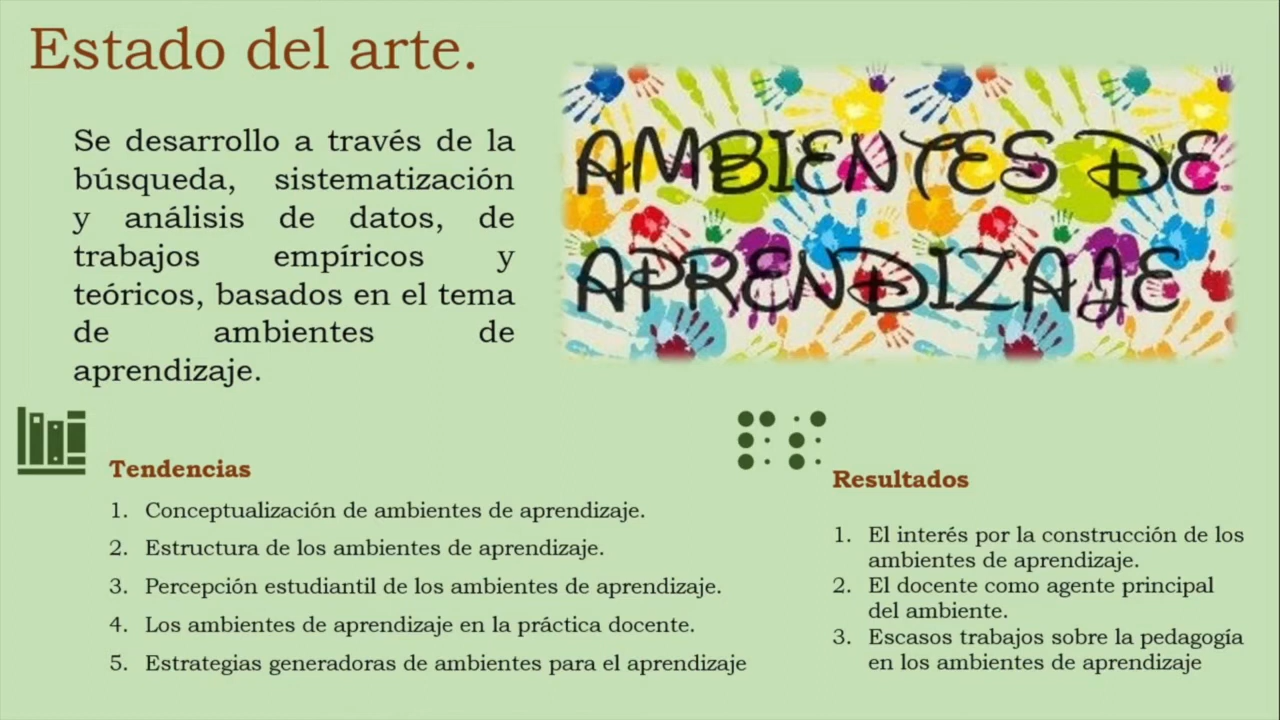 Estado del arte.
Se desarrollo a través de la
búsqueda, sistematización
y análisis de datos, de
trabajos empíricos y
teóricos, basados en el tema
de ambientes de
aprendizaje.
AMBIENTES DE
APRENDIZAJE
Tendencias
1. Conceptualización de ambientes de aprendizaje.
2. Estructura de los ambientes de aprendizaje.
3. Percepción estudiantil de los ambientes de aprendizaje.
4. Los ambientes de aprendizaje en la práctica docente.
5. Estrategias generadoras de ambientes para el aprendizaje
Resultados
1. El interés por la construcción de los
ambientes de aprendizaje.
2. El docente como agente principal
del ambiente.
3. Escasos trabajos sobre la pedagogía
en los ambientes de aprendizaje